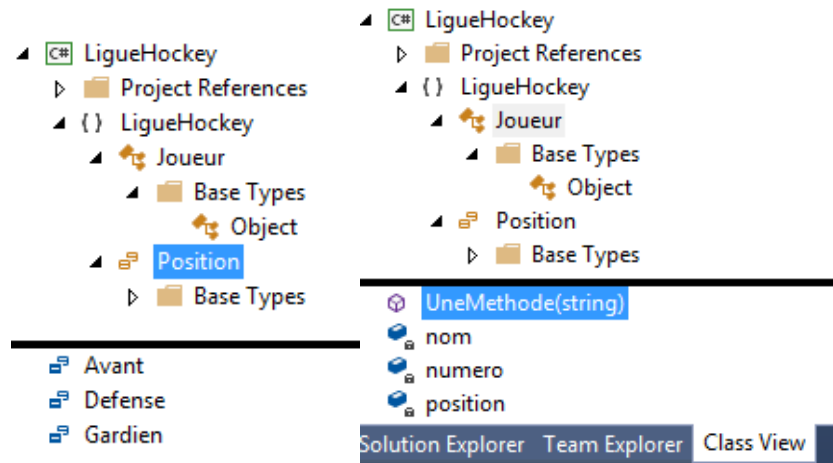 C# LigueHockey
Project References
{ } LigueHockey
Joueur
Base Types
Object
Position
Base Types
Avant
Defense
Gardien
C# LigueHockey
Project References
{ } LigueHockey
Joueur
Base Types
Object
Position
Base Types
UneMethode(string)
nom
numero
position
Solution Explorer Team Explorer Class View